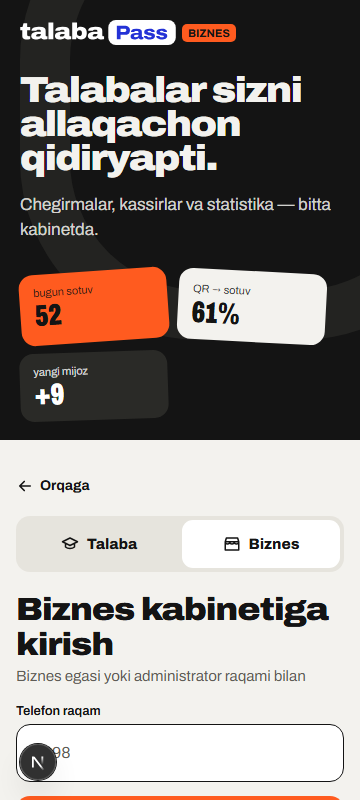 talaba Pass BIZNES
Talabalar sizni
allaqachon
qidiryapti.
Chegirmalar, kassirlar va statistika — bitta
kabinetda.
bugun sotuv
52
QR → sotuv
61%
yangi mijoz
+9
← Orqaga
Talaba
Biznes
Biznes kabinetiga
kirish
Biznes egasi yoki administrator raqami bilan
Telefon raqam
98
N